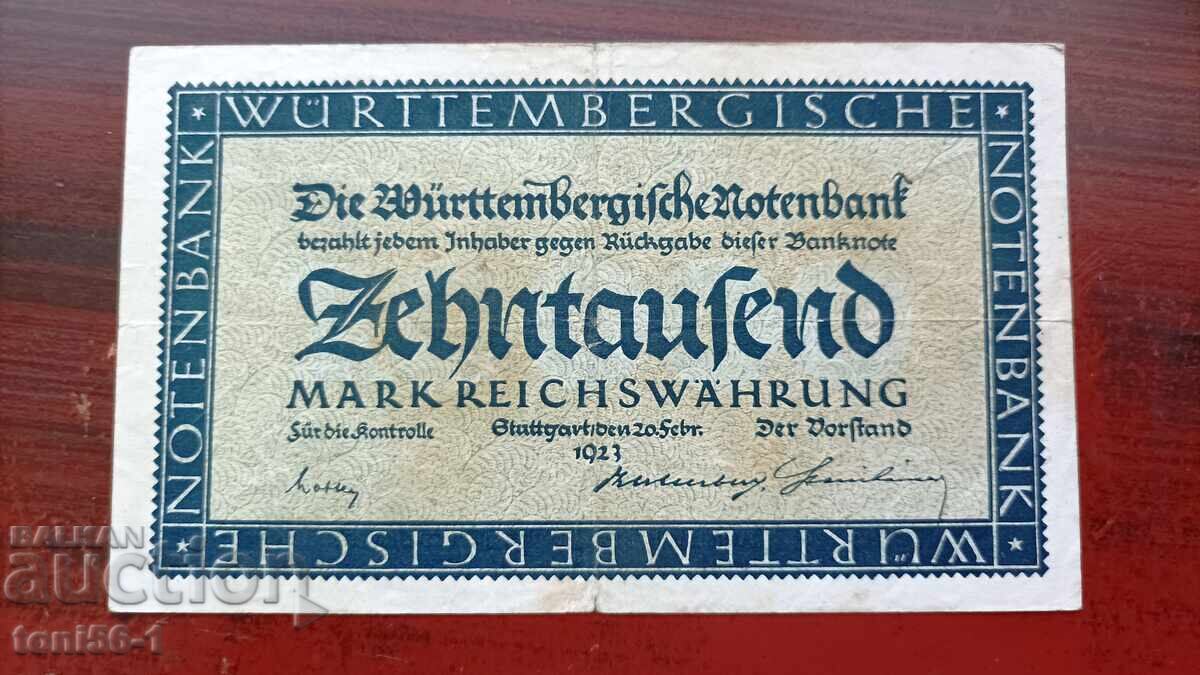 WÜRTTEMBERGISCHE
NOTENBANK
NOTENBANK
Die Württembergische Notenbank
bezahlt jedem Inhaber gegen Rückgabe dieser Banknote
Zehntausend
MARK REICHSWÄHRUNG
Für die Kontrolle
Stuttgart, den 20. Febr.
1923
Der Vorstand
WÜRTTEMBERGISCHE
BALKAN
auction
toni56-1